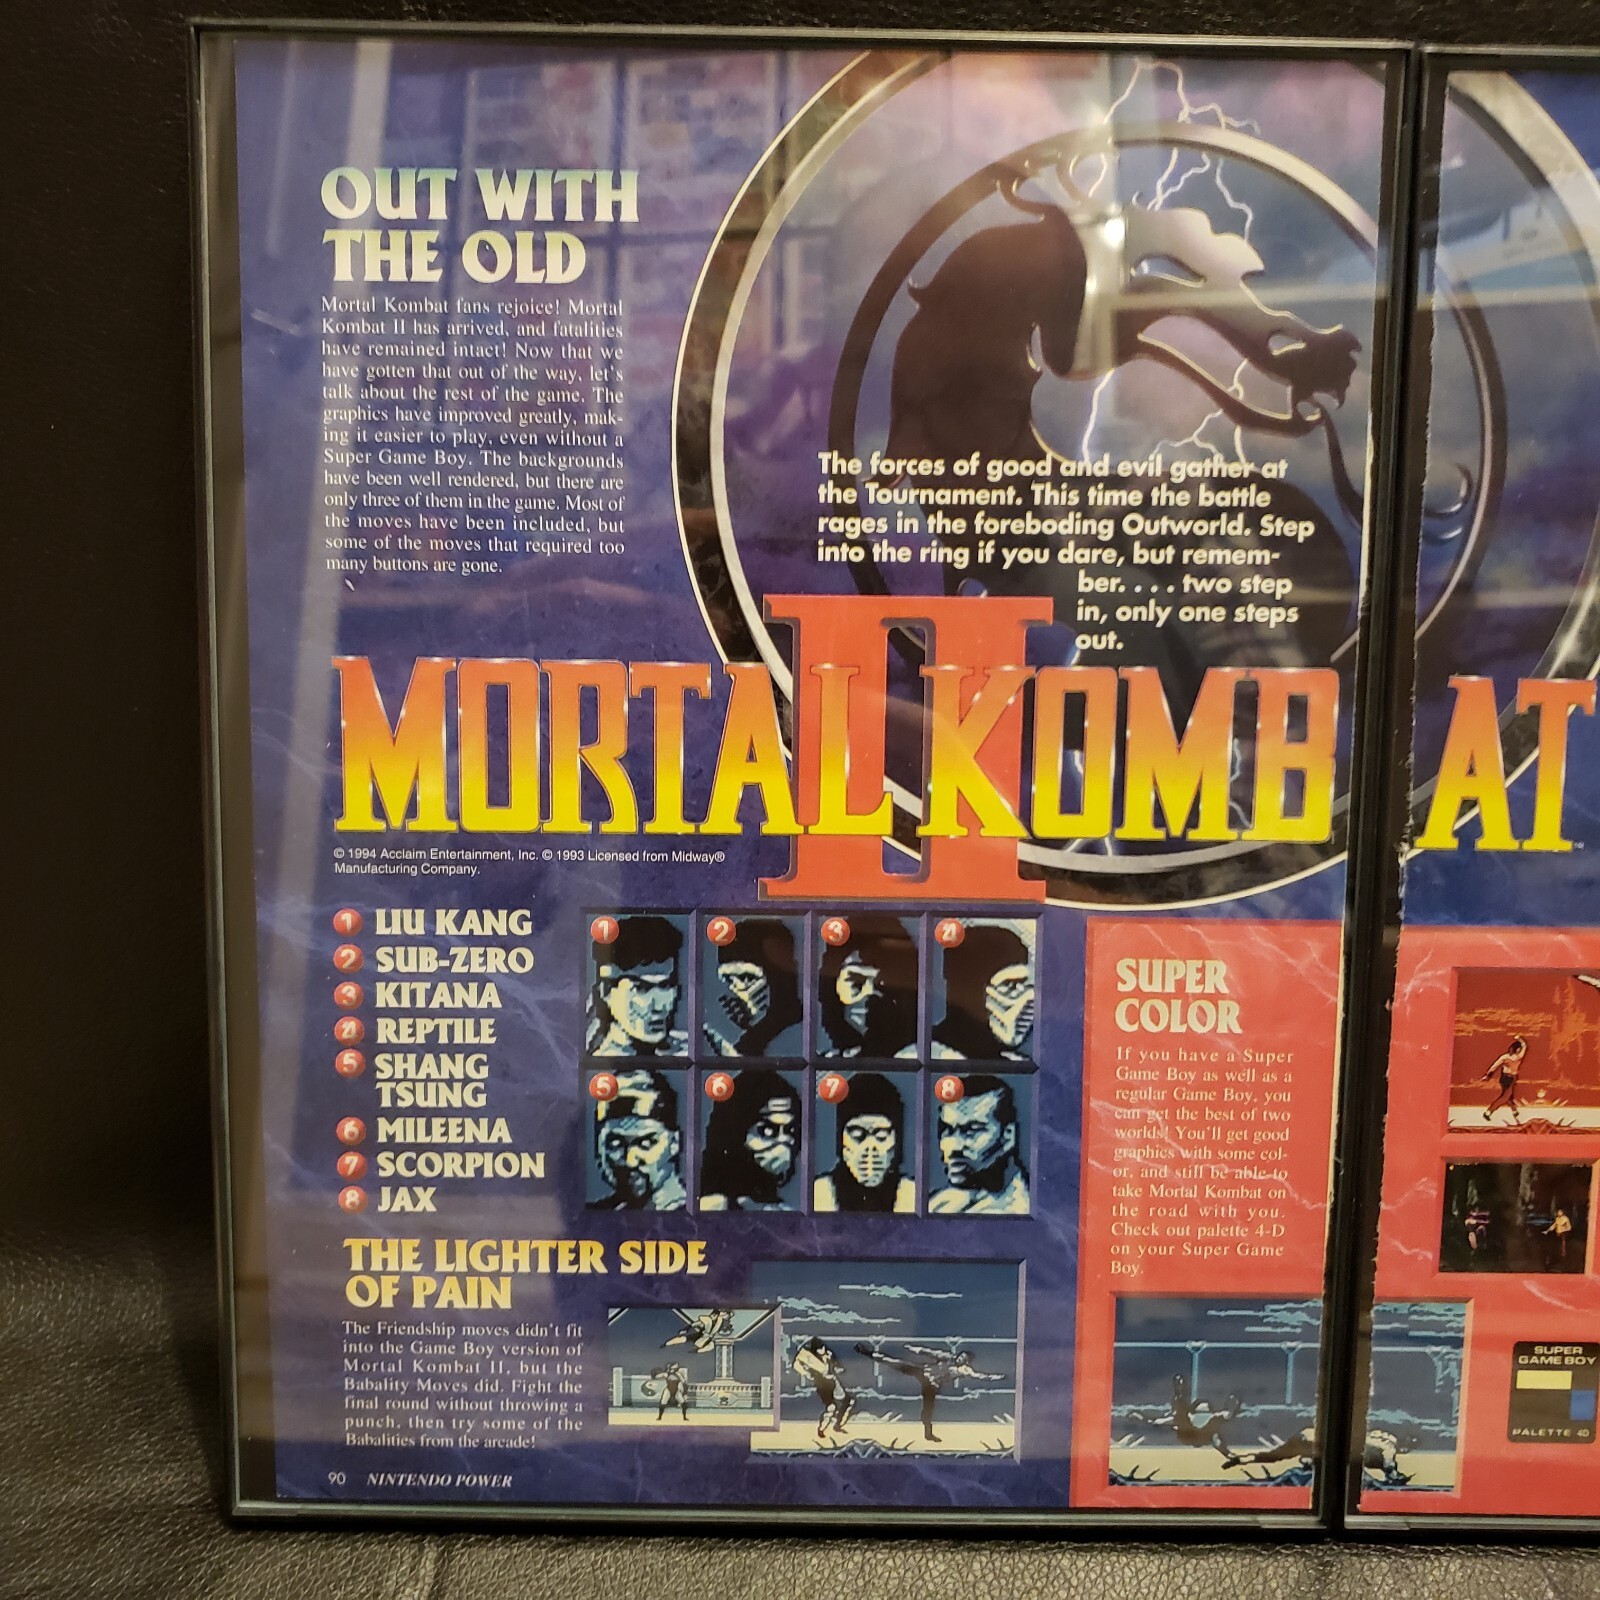 OUT WITH
THE OLD
Mortal Kombat fans rejoice! Mortal
Kombat II has arrived, and fatalities
have remained intact! Now that we
have gotten that out of the way, let's
talk about the rest of the game. The
graphics have improved greatly, mak-
ing it easier to play, even without a
Super Game Boy. The backgrounds
have been well rendered, but there are
only three of them in the game. Most of
the moves have been included, but
some of the moves that required too
many buttons are gone.
The forces of good and evil gather at
the Tournament. This time the battle
rages in the foreboding Outworld. Step
into the ring if you dare, but remem-
ber. . . . two step
in, only one steps
out.
II
MORTAL KOMBAT
© 1994 Acclaim Entertainment, Inc. © 1993 Licensed from Midway®
Manufacturing Company.
1 LIU KANG
2 SUB-ZERO
3 KITANA
4 REPTILE
5 SHANG
TSUNG
6 MILEENA
7 SCORPION
8 JAX
1 2 3 4
5 6 7 8
THE LIGHTER SIDE
OF PAIN
The Friendship moves didn't fit
into the Game Boy version of
Mortal Kombat II, but the
Babality Moves did. Fight the
final round without throwing a
punch, then try some of the
Babalities from the arcade!
SUPER
COLOR
If you have a Super
Game Boy as well as a
regular Game Boy, you
can get the best of two
worlds! You'll get good
graphics with some col-
or, and still be able to
take Mortal Kombat on
the road with you.
Check out palette 4-D
on your Super Game
Boy.
SUPER
GAME BOY
PALETTE 4D
90 NINTENDO POWER